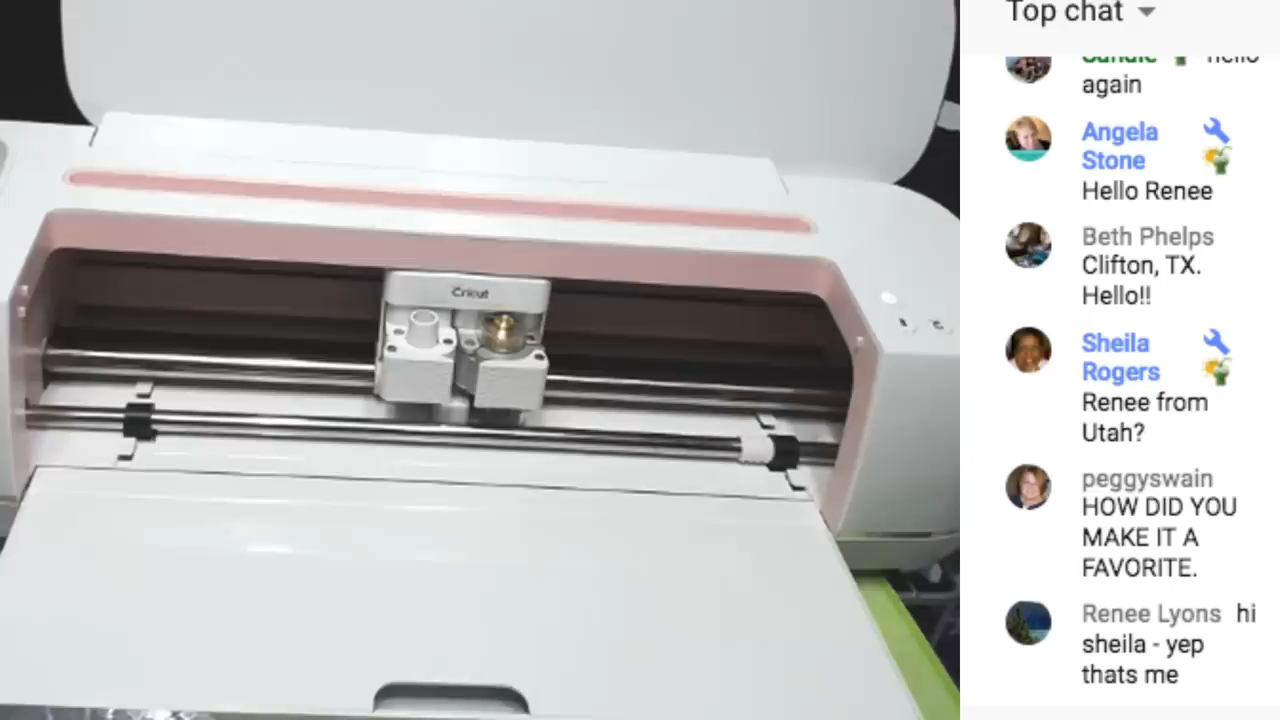 Cricut
Top chat
hello
again
Angela
Stone
Hello Renee
Beth Phelps
Clifton, TX.
Hello!!
Sheila
Rogers
Renee from
Utah?
peggyswain
HOW DID YOU
MAKE IT A
FAVORITE.
Renee Lyons hi
sheila - yep
thats me